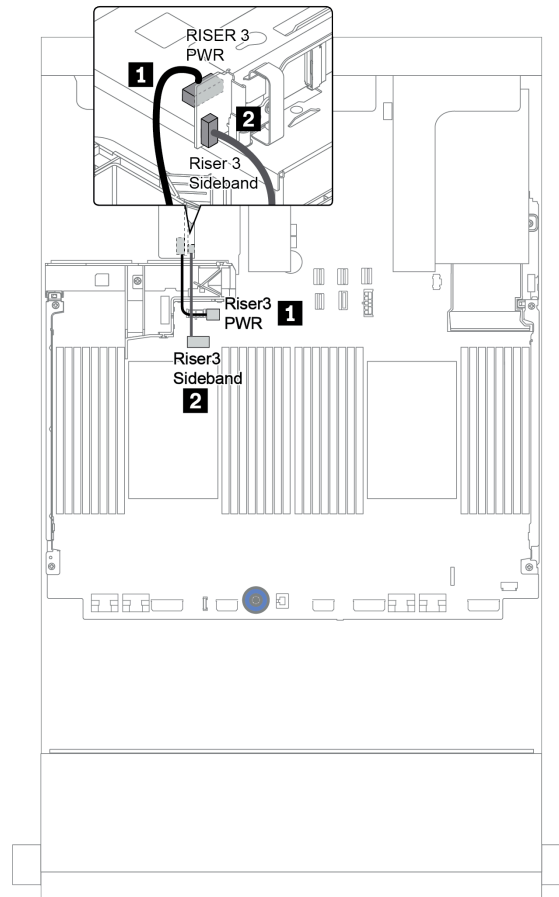 RISER 3
PWR
1
2
Riser 3
Sideband
Riser3
PWR
1
Riser3
Sideband
2